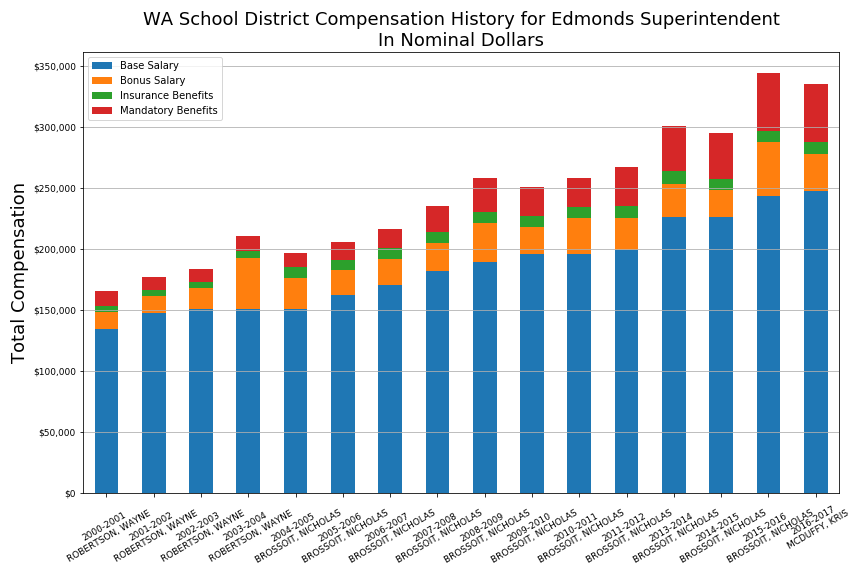 WA School District Compensation History for Edmonds Superintendent
In Nominal Dollars
Base Salary
Bonus Salary
Insurance Benefits
Mandatory Benefits
Total Compensation
$350,000
$300,000
$250,000
$200,000
$150,000
$100,000
$50,000
$0
2000-2001
ROBERTSON, WAYNE
2001-2002
ROBERTSON, WAYNE
2002-2003
ROBERTSON, WAYNE
2003-2004
ROBERTSON, WAYNE
2004-2005
BROSSOIT, NICHOLAS
2005-2006
BROSSOIT, NICHOLAS
2006-2007
BROSSOIT, NICHOLAS
2007-2008
BROSSOIT, NICHOLAS
2008-2009
BROSSOIT, NICHOLAS
2009-2010
BROSSOIT, NICHOLAS
2010-2011
BROSSOIT, NICHOLAS
2011-2012
BROSSOIT, NICHOLAS
2013-2014
BROSSOIT, NICHOLAS
2014-2015
BROSSOIT, NICHOLAS
2015-2016
BROSSOIT, NICHOLAS
2016-2017
MCDUFFY, KRIS